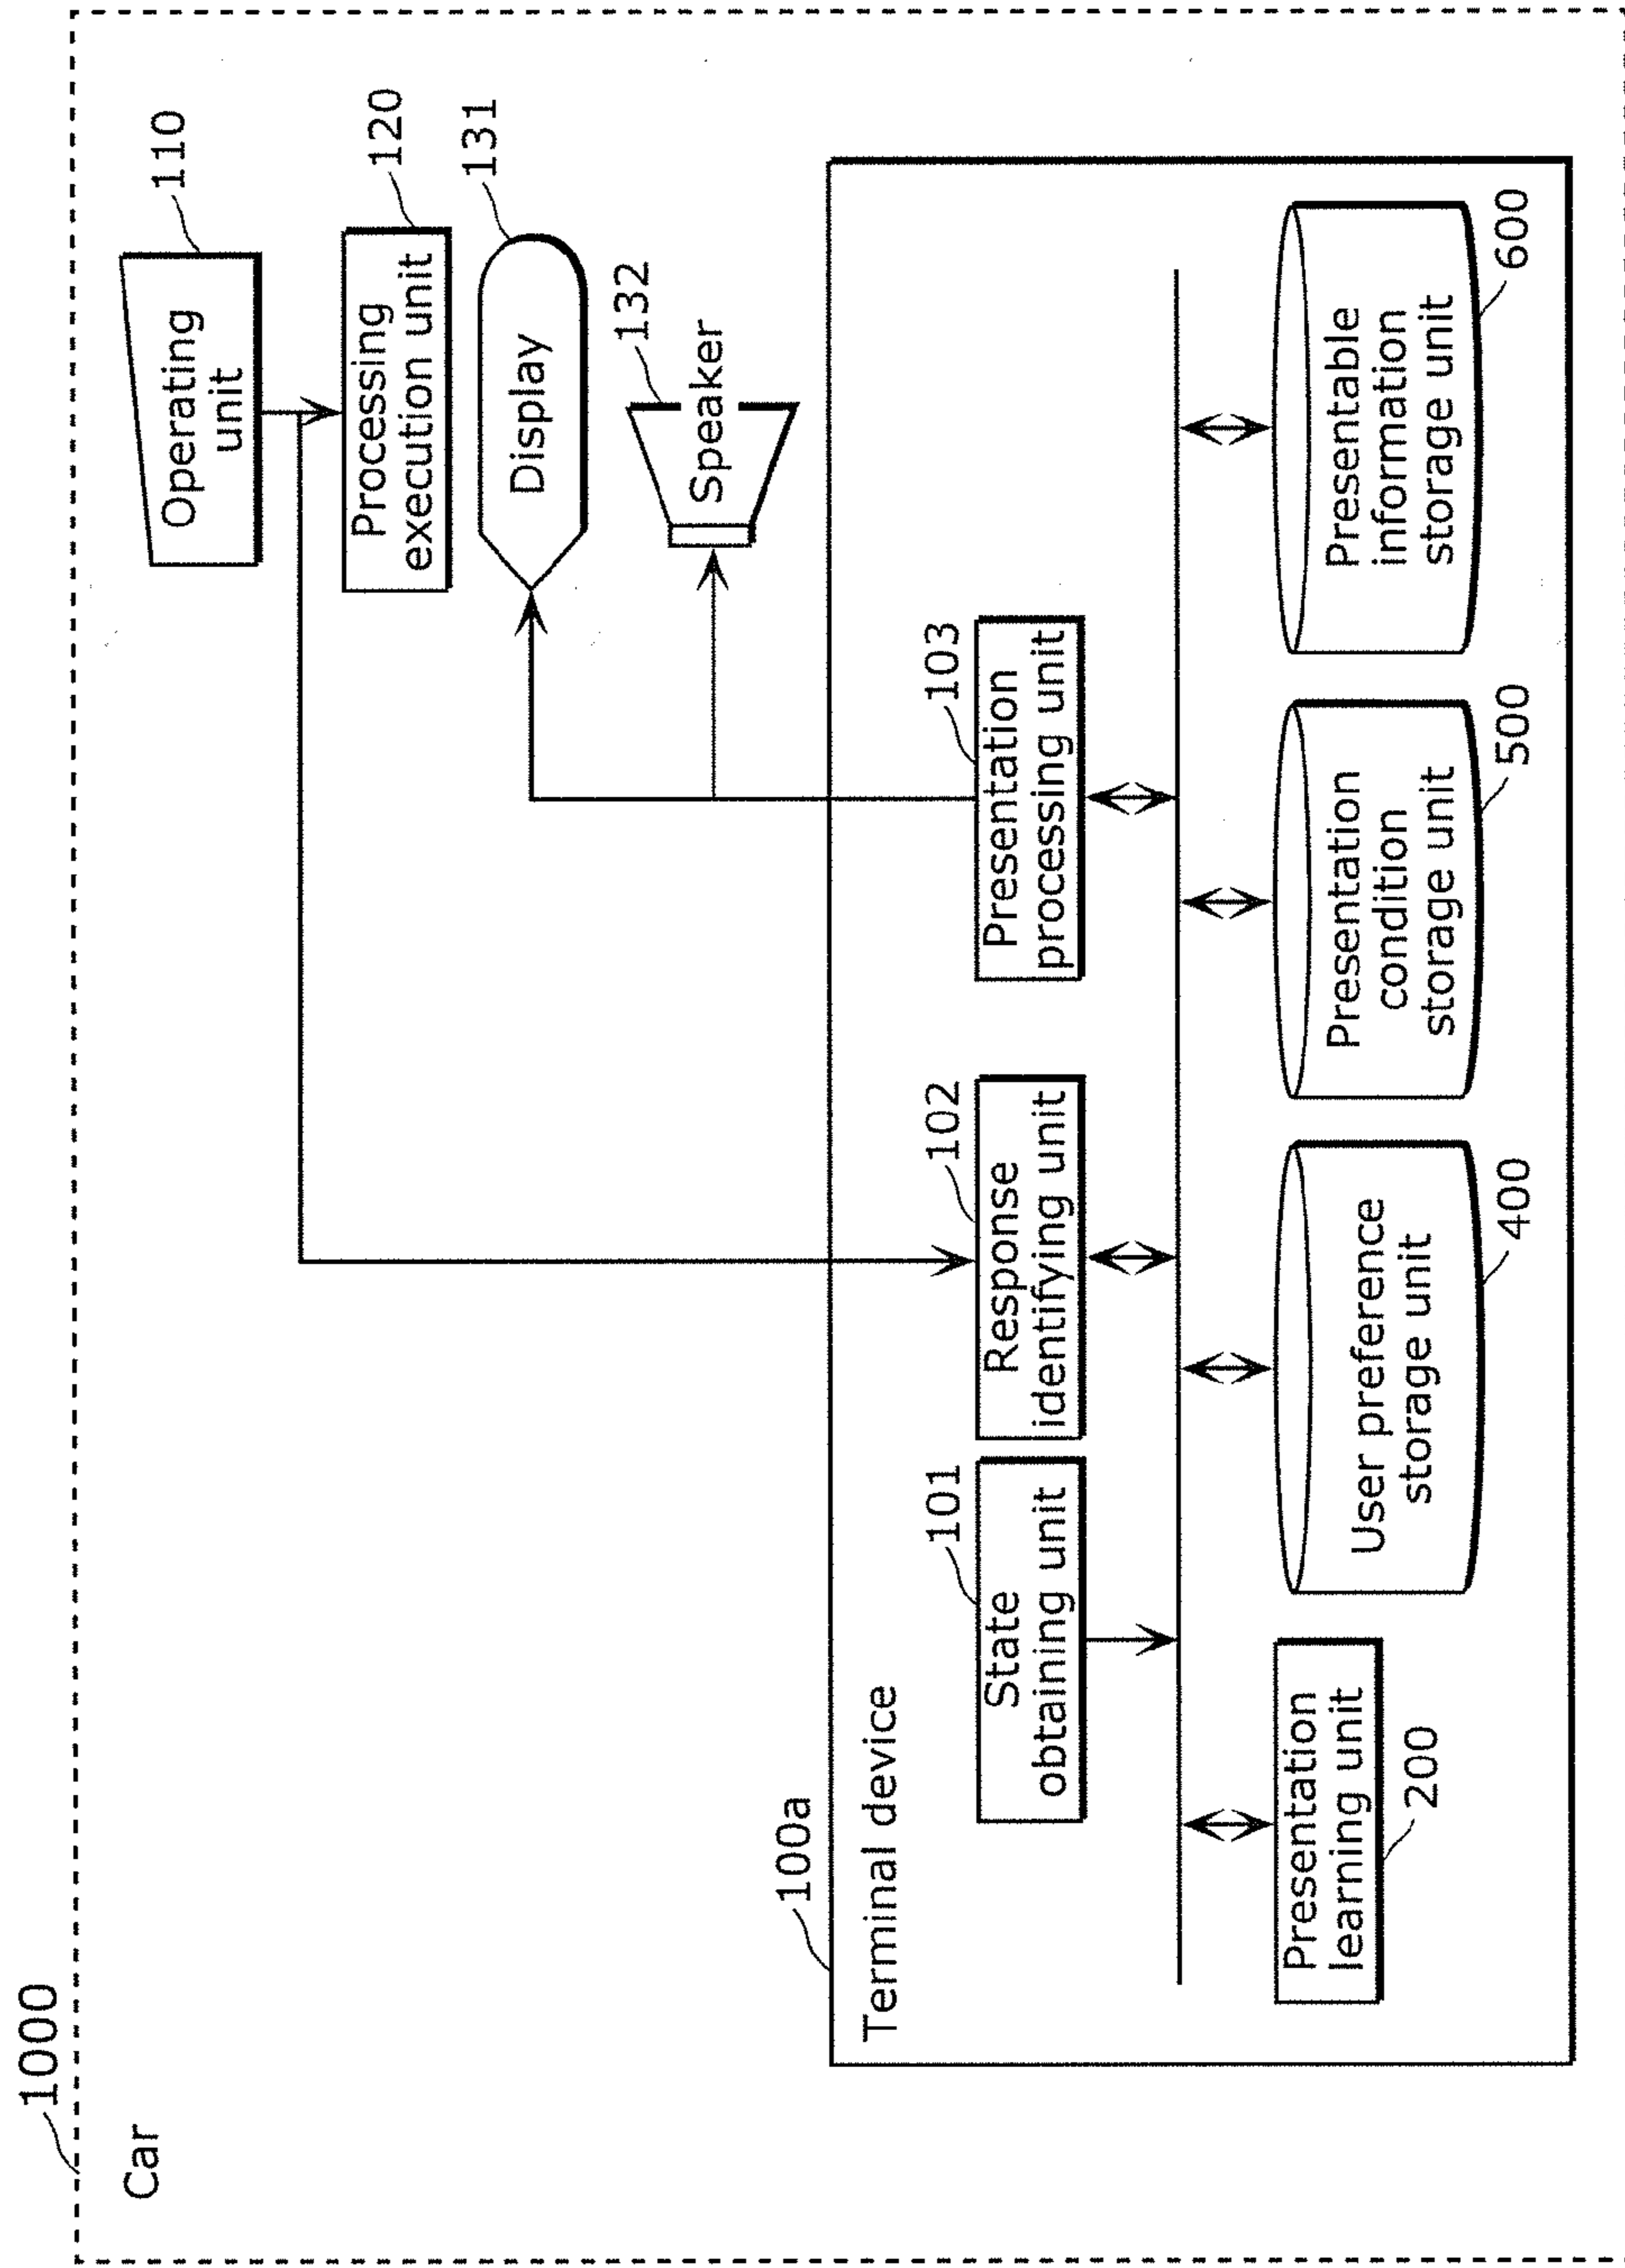 1000
Car
110
Operating
unit
120
Processing
execution unit
131
Display
132
Speaker
100a
Terminal device
101
State
obtaining unit
102
Response
identifying unit
103
Presentation
processing unit
Presentation
learning unit
200
User preference
storage unit
400
Presentation
condition
storage unit
500
Presentable
information
storage unit
600